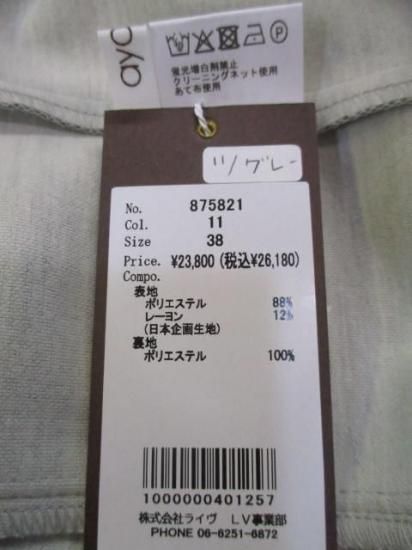 aya
蛍光増白剤禁止
クリーニングネット使用
あて布使用
11/グレー
No. 875821
Col. 11
Size 38
Price. ¥23,800(税込¥26,180)
Compo.
表地
ポリエステル 88%
レーヨン 12%
(日本企画生地)
裏地
ポリエステル 100%
1000000401257
株式会社ライヴ LV事業部
PHONE 06-6251-6872